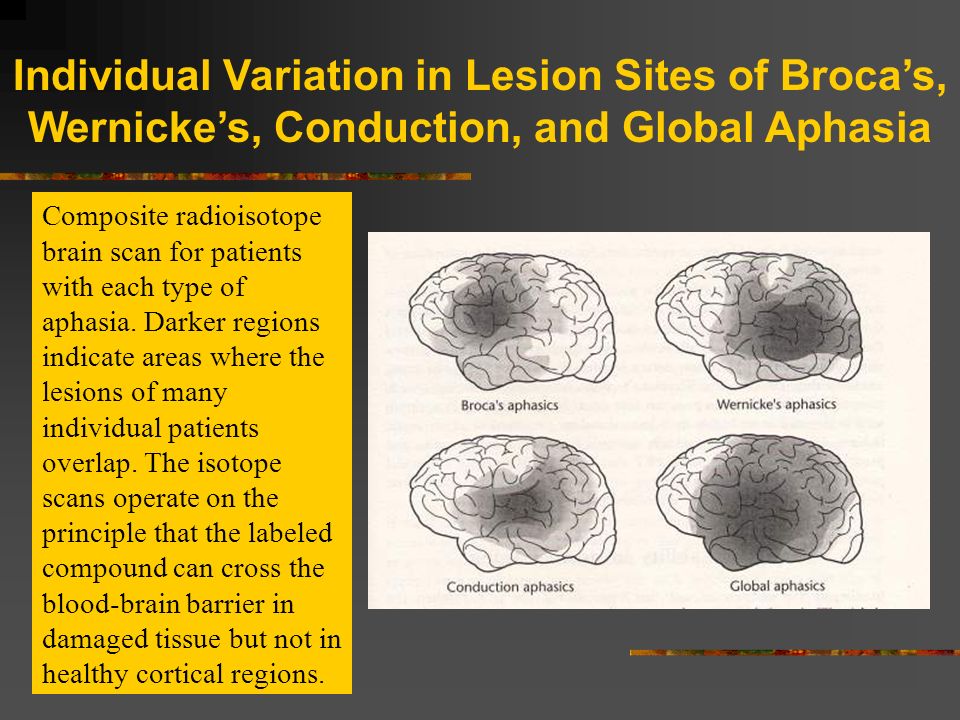 Individual Variation in Lesion Sites of Broca’s,
Wernicke’s, Conduction, and Global Aphasia
Composite radioisotope
brain scan for patients
with each type of
aphasia. Darker regions
indicate areas where the
lesions of many
individual patients
overlap. The isotope
scans operate on the
principle that the labeled
compound can cross the
blood-brain barrier in
damaged tissue but not in
healthy cortical regions.
Broca's aphasics
Wernicke's aphasics
Conduction aphasics
Global aphasics